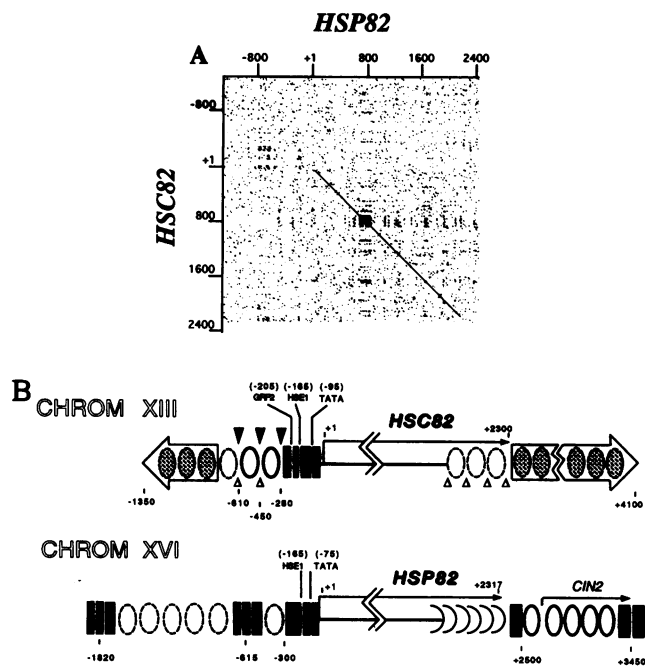 HSP82
A
-800 +1 800 1600 2400
HSC82
-800
+1
800
1600
2400
B
CHROM XIII
(-205) (-165) (-95)
GRF2 HSE1 TATA
+1
HSC82
+2300
-1350
-610
-450
-250
+4100
CHROM XVI
(-165) (-75)
HSE1 TATA
+1
HSP82
+2317
CIN2
-1820
-615
-300
+2500
+3450